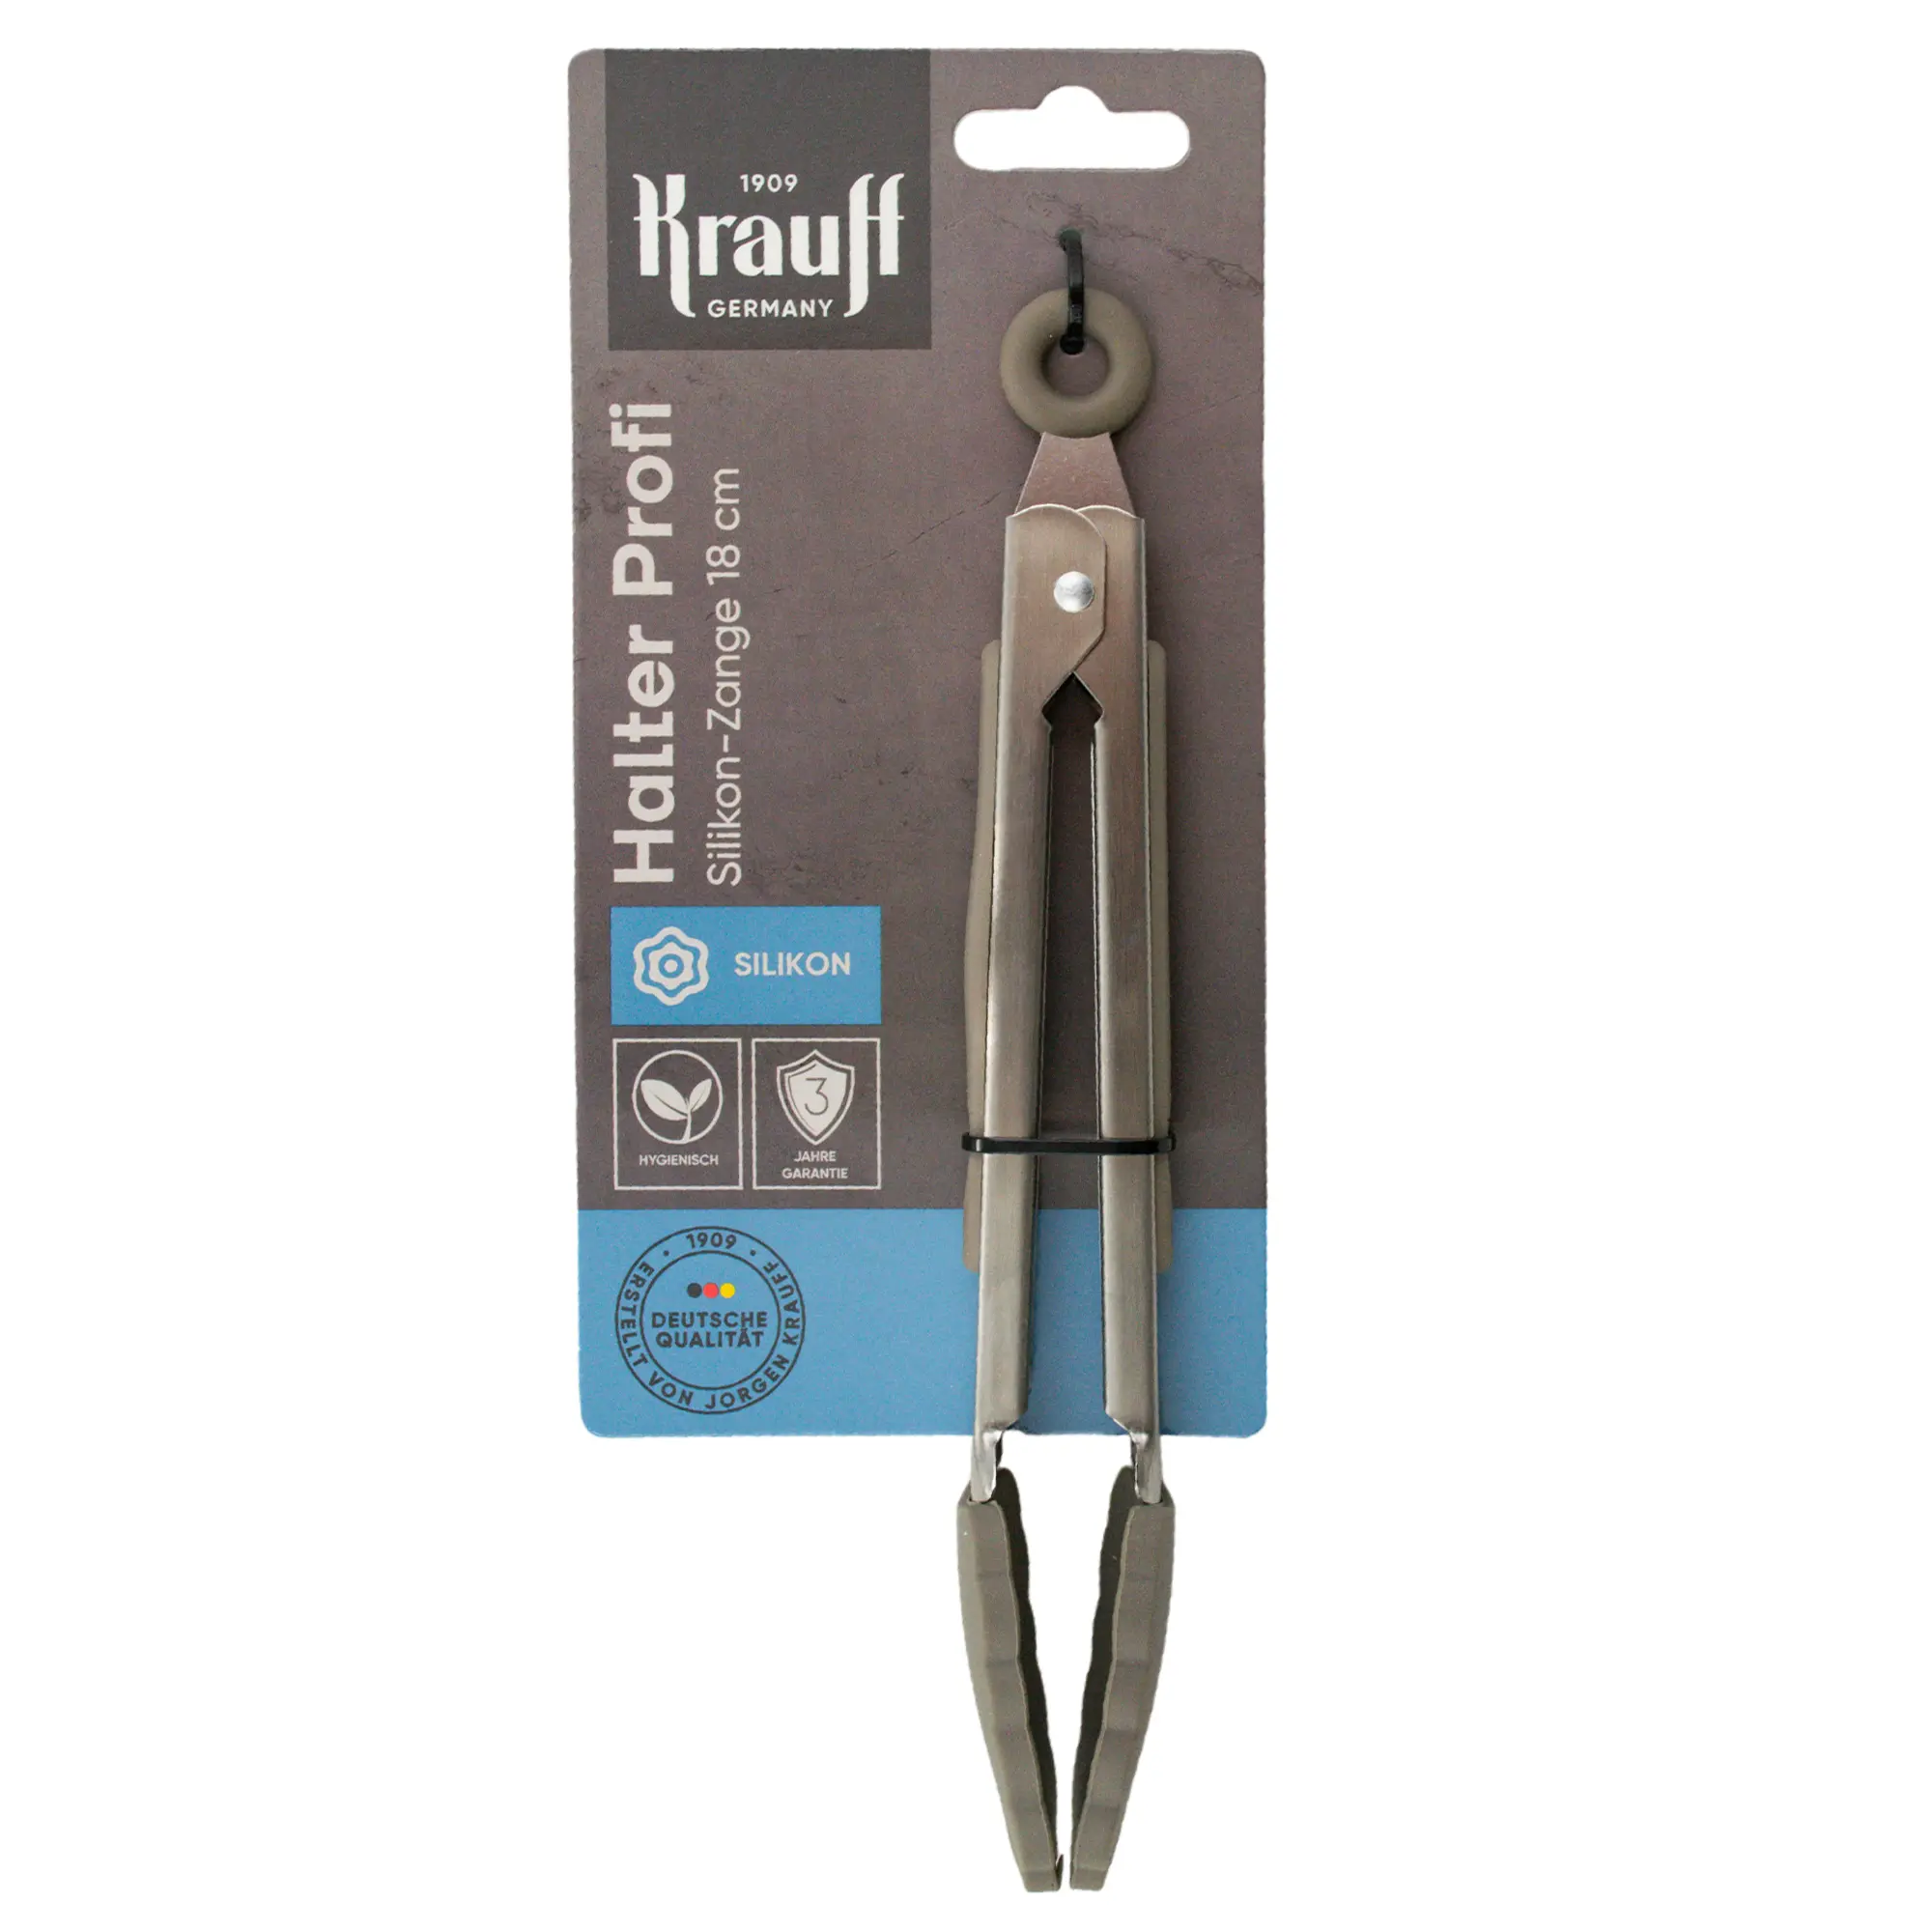 1909
Krauff
GERMANY
Halter Profi
Silikon-Zange 18 cm
SILIKON
HYGIENISCH
3
JAHRE
GARANTIE
1909
ERSTELLT VON JORGEN KRAUFF
DEUTSCHE
QUALITÄT